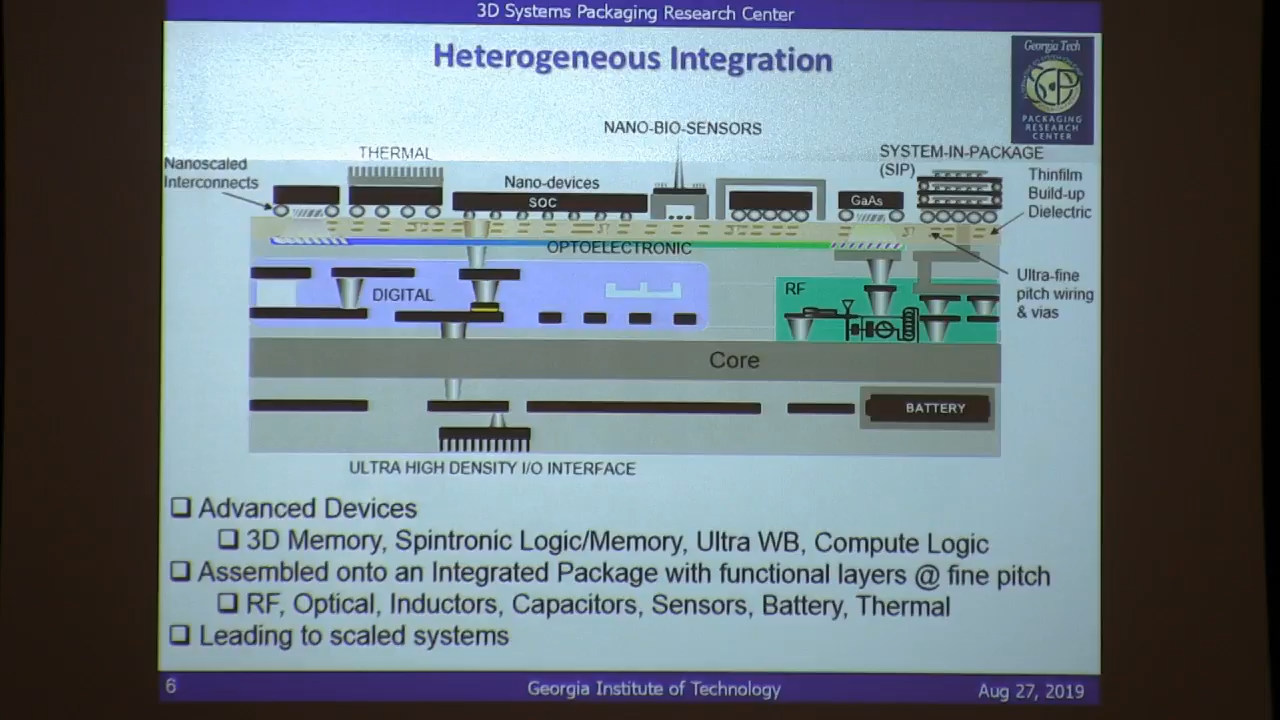 3D Systems Packaging Research Center
Heterogeneous Integration
Georgia Tech
PACKAGING
RESEARCH
CENTER
NANO-BIO-SENSORS
THERMAL
SYSTEM-IN-PACKAGE
(SIP)
Nanoscaled
Interconnects
Nano-devices
SOC
GaAs
Thinfilm
Build-up
Dielectric
OPTOELECTRONIC
DIGITAL
RF
Ultra-fine
pitch wiring
& vias
Core
BATTERY
ULTRA HIGH DENSITY I/O INTERFACE
❑ Advanced Devices
❑ 3D Memory, Spintronic Logic/Memory, Ultra WB, Compute Logic
❑ Assembled onto an Integrated Package with functional layers @ fine pitch
❑ RF, Optical, Inductors, Capacitors, Sensors, Battery, Thermal
❑ Leading to scaled systems
6
Georgia Institute of Technology
Aug 27, 2019